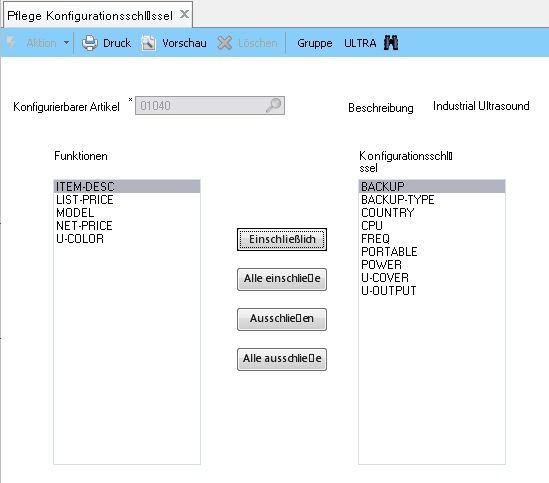 Pflege Konfigurationsschl▯ssel
Aktion Druck Vorschau Löschen Gruppe ULTRA
Konfigurierbarer Artikel * 01040 Beschreibung Industrial Ultrasound
Funktionen
ITEM-DESC
LIST-PRICE
MODEL
NET-PRICE
U-COLOR
Einschließlich
Alle einschlie▯e
Ausschlie▯en
Alle ausschlie▯e
Konfigurationsschl▯
ssel
BACKUP
BACKUP-TYPE
COUNTRY
CPU
FREQ
PORTABLE
POWER
U-COVER
U-OUTPUT